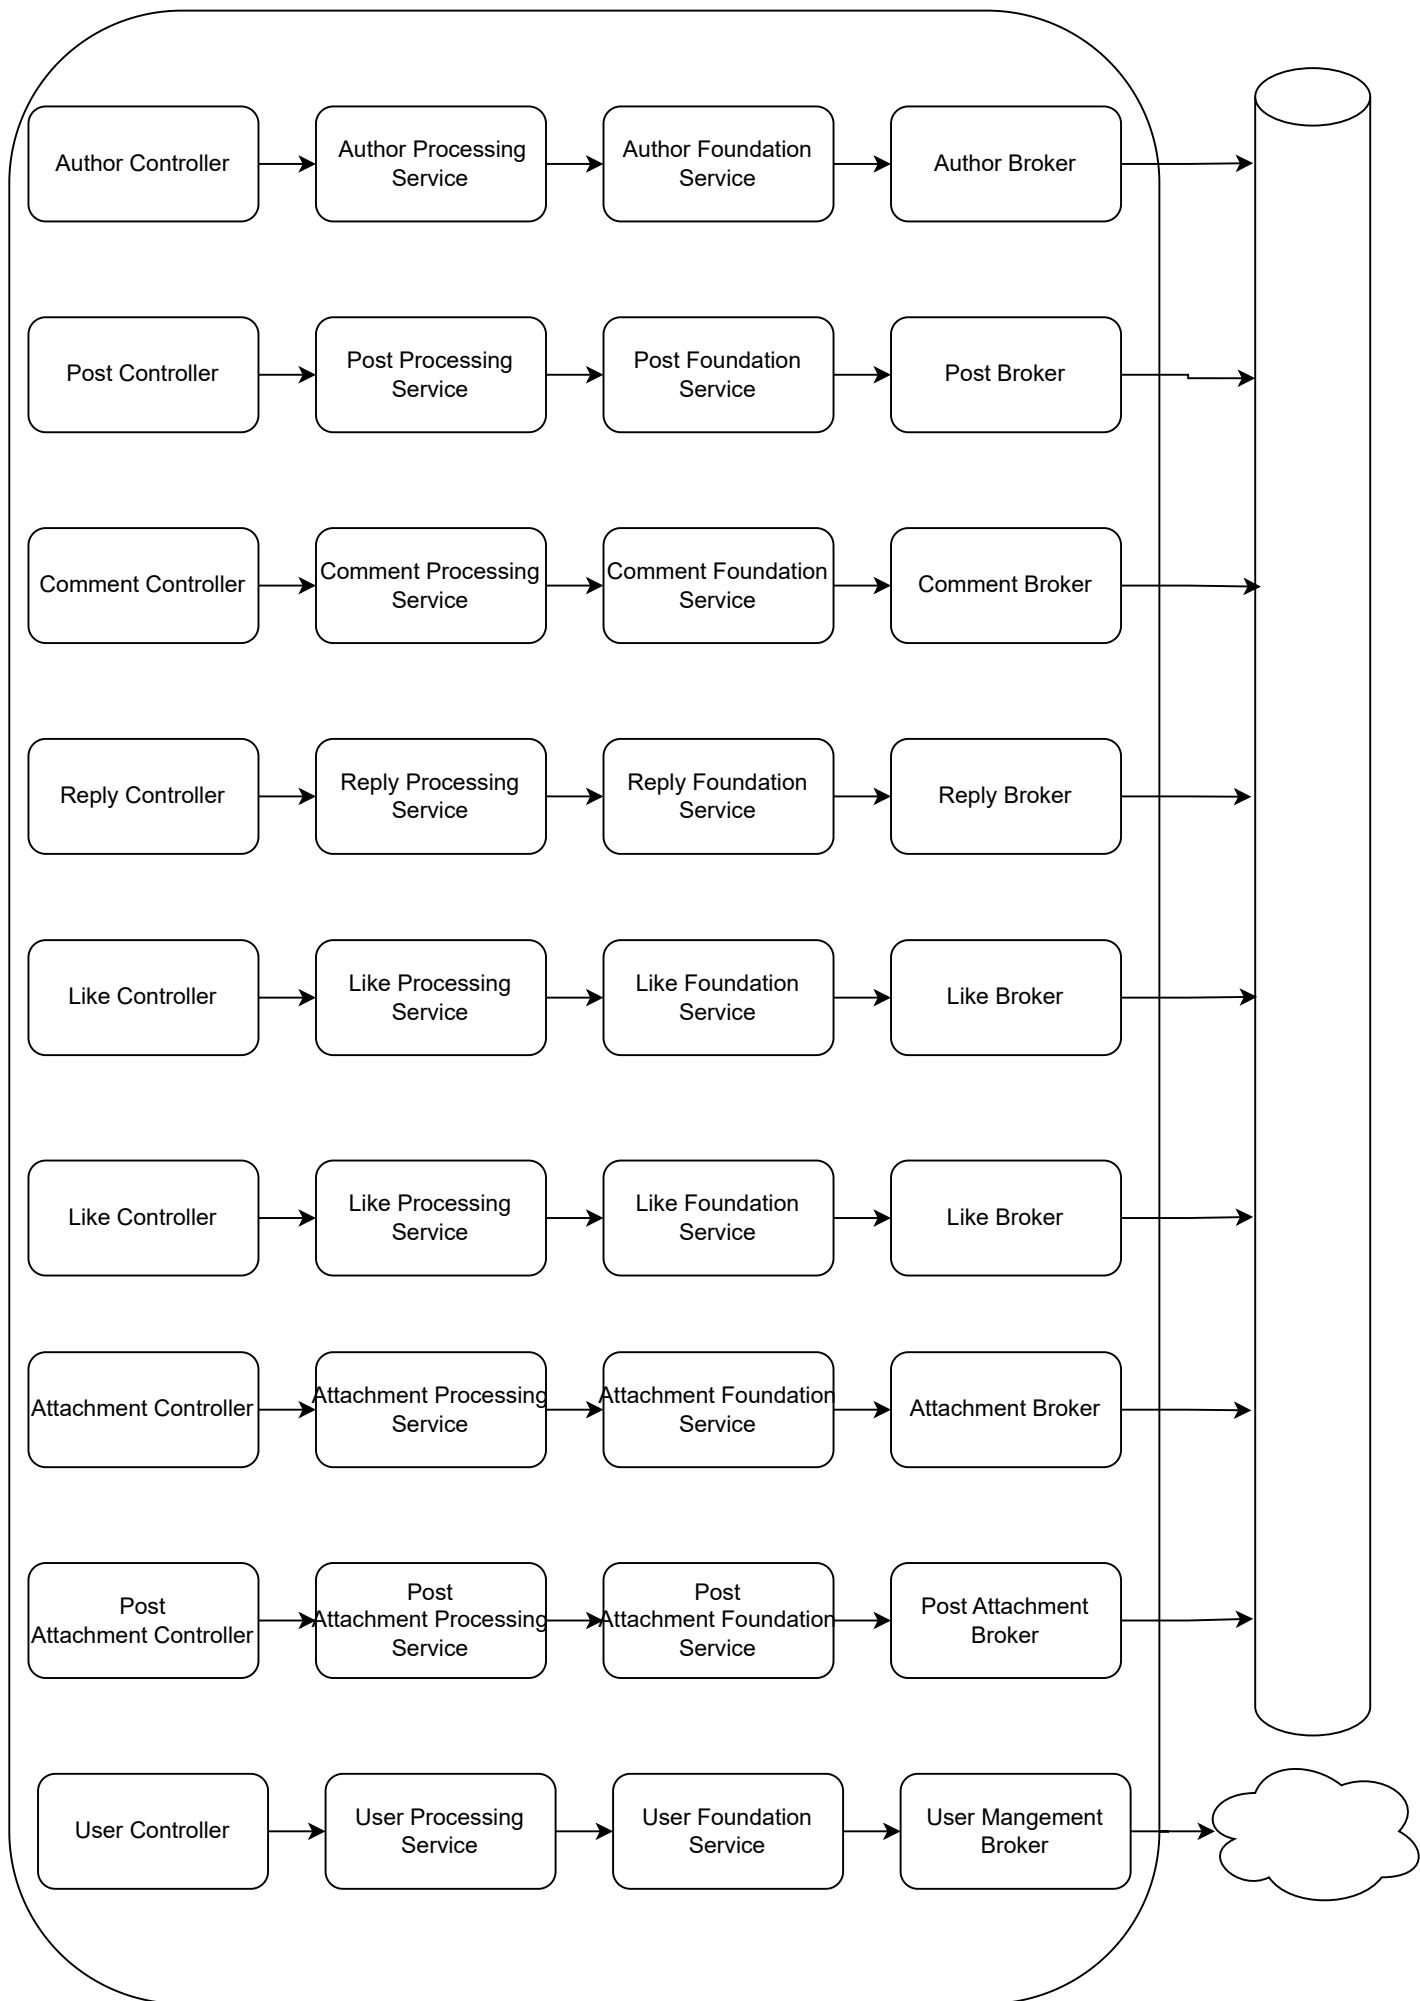 Author Controller
Author Processing
Service
Author Foundation
Service
Author Broker
Post Controller
Post Processing
Service
Post Foundation
Service
Post Broker
Comment Controller
Comment Processing
Service
Comment Foundation
Service
Comment Broker
Reply Controller
Reply Processing
Service
Reply Foundation
Service
Reply Broker
Like Controller
Like Processing
Service
Like Foundation
Service
Like Broker
Like Controller
Like Processing
Service
Like Foundation
Service
Like Broker
Attachment Controller
Attachment Processing
Service
Attachment Foundation
Service
Attachment Broker
Post
Attachment Controller
Post
Attachment Processing
Service
Post
Attachment Foundation
Service
Post Attachment
Broker
User Controller
User Processing
Service
User Foundation
Service
User Mangement
Broker